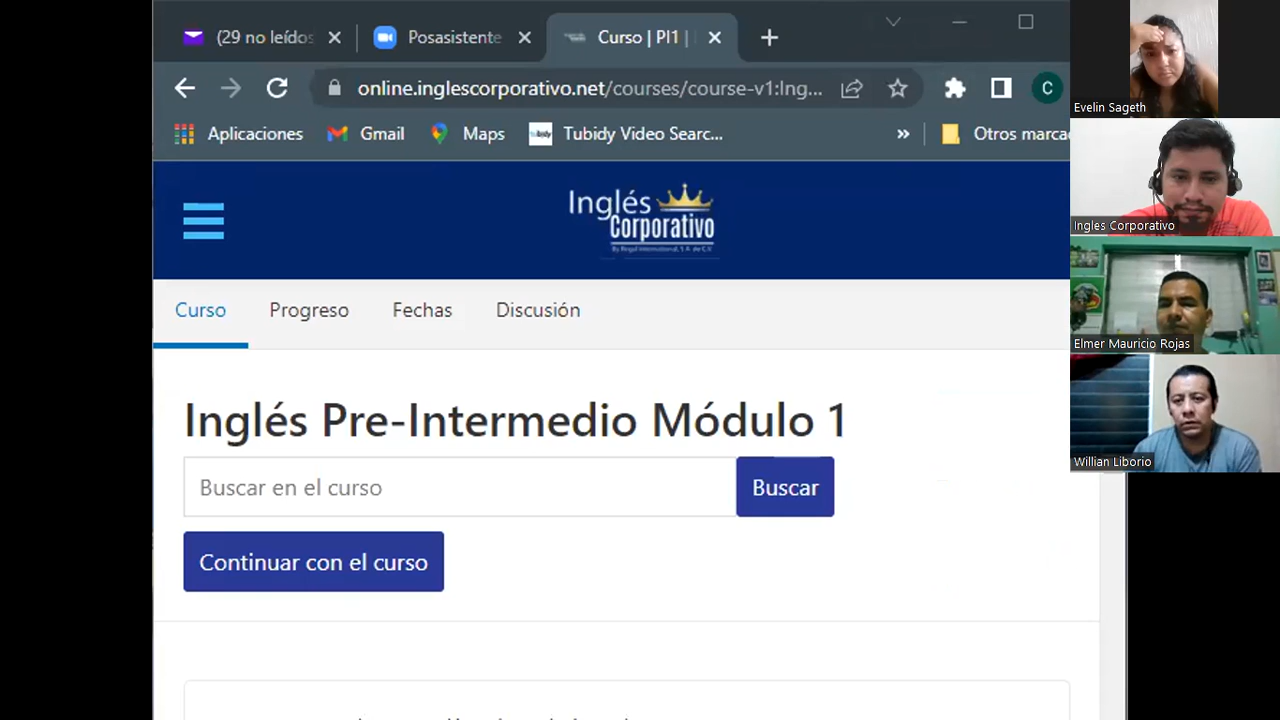 (29 no leídos
Posasistente
Curso | PI1 |
online.inglescorporativo.net/courses/course-v1:Ing...
C
Aplicaciones
Gmail
Maps
Tubidy Video Searc...
»
Otros marca
Inglés
Corporativo
Curso
Progreso
Fechas
Discusión
Inglés Pre-Intermedio Módulo 1
Buscar en el curso
Buscar
Continuar con el curso
Evelin Sageth
Ingles Corporativo
Elmer Mauricio Rojas
Willian Liborio